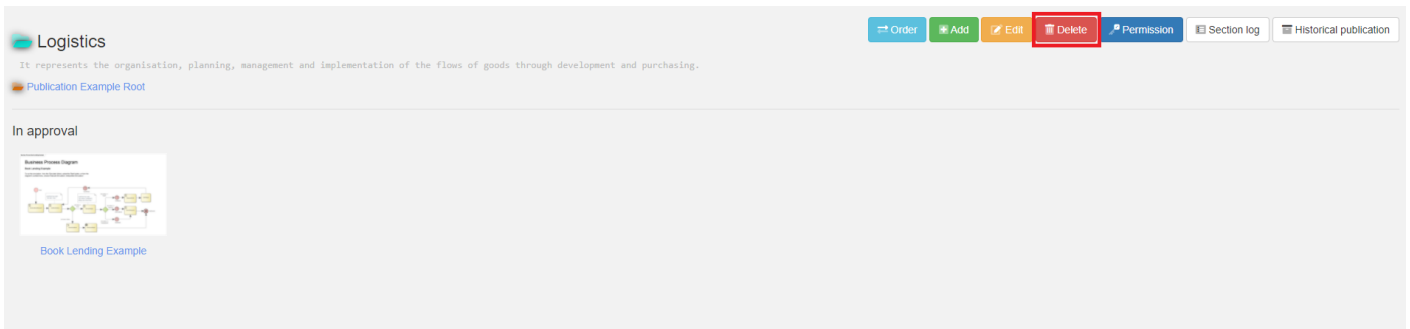 Logistics
Order
Add
Edit
Delete
Permission
Section log
Historical publication
It represents the organisation, planning, management and implementation of the flows of goods through development and purchasing.
Publication Example Root
In approval
Business Process Diagram
Book Lending Example